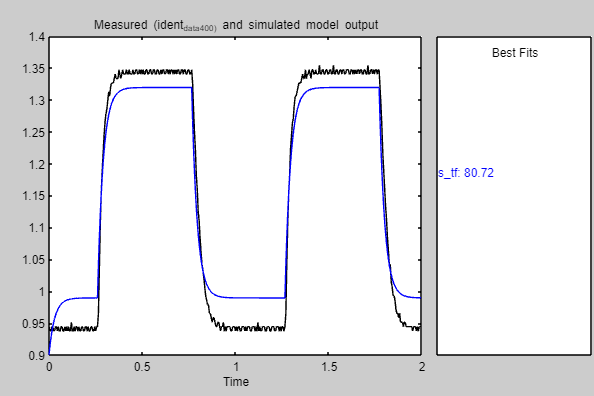 Measured (ident_data400) and simulated model output
Best Fits
s_tf: 80.72
1.4
1.35
1.3
1.25
1.2
1.15
1.1
1.05
1
0.95
0.9
0 0.5 1 1.5 2
Time